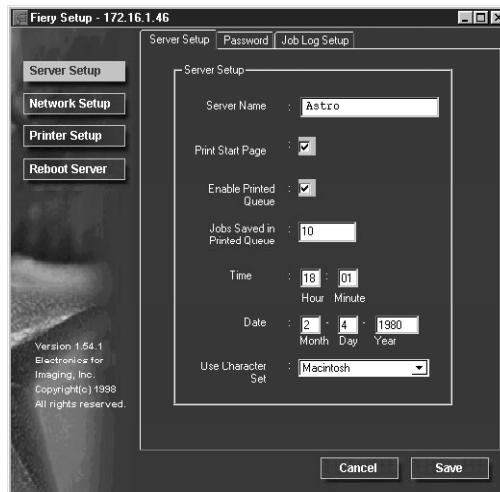 Fiery Setup - 172.16.1.46
Server Setup Password Job Log Setup
Server Setup
Network Setup
Printer Setup
Reboot Server
Server Setup
Server Name : Astro
Print Start Page :
Enable Printed
Queue :
Jobs Saved in
Printed Queue : 10
Time : 18 : 01
Hour Minute
Date : 2 - 4 - 1980
Month Day Year
Use Character
Set : Macintosh
Version 1.54.1
Electronics for
Imaging, Inc.
Copyright(c) 1998
All rights reserved.
Cancel Save